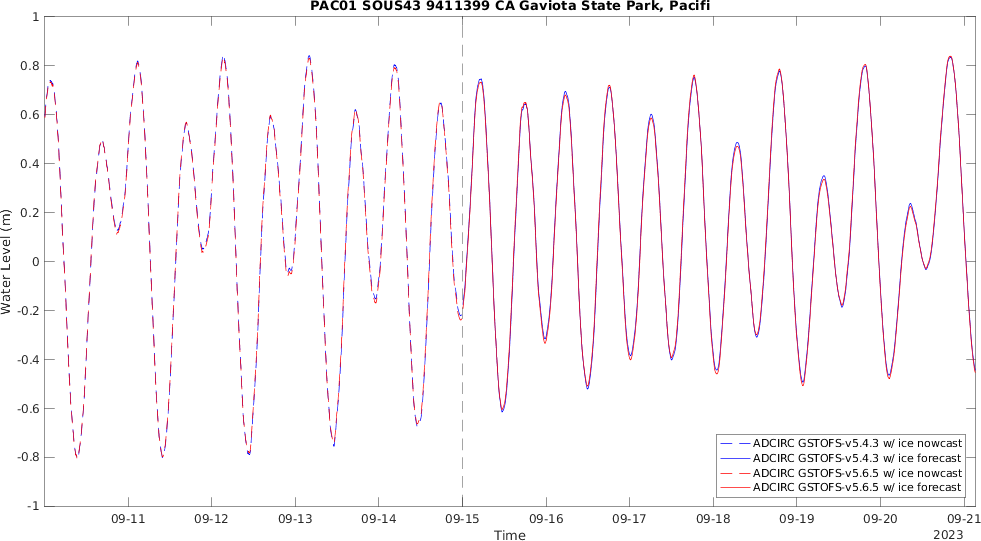 PAC01 SOUS43 9411399 CA Gaviota State Park, Pacifi
Water Level (m)
1
0.8
0.6
0.4
0.2
0
-0.2
-0.4
-0.6
-0.8
-1
ADCIRC GSTOFS-v5.4.3 w/ ice nowcast
ADCIRC GSTOFS-v5.4.3 w/ ice forecast
ADCIRC GSTOFS-v5.6.5 w/ ice nowcast
ADCIRC GSTOFS-v5.6.5 w/ ice forecast
09-11 09-12 09-13 09-14 09-15 09-16 09-17 09-18 09-19 09-20 09-21
2023
Time